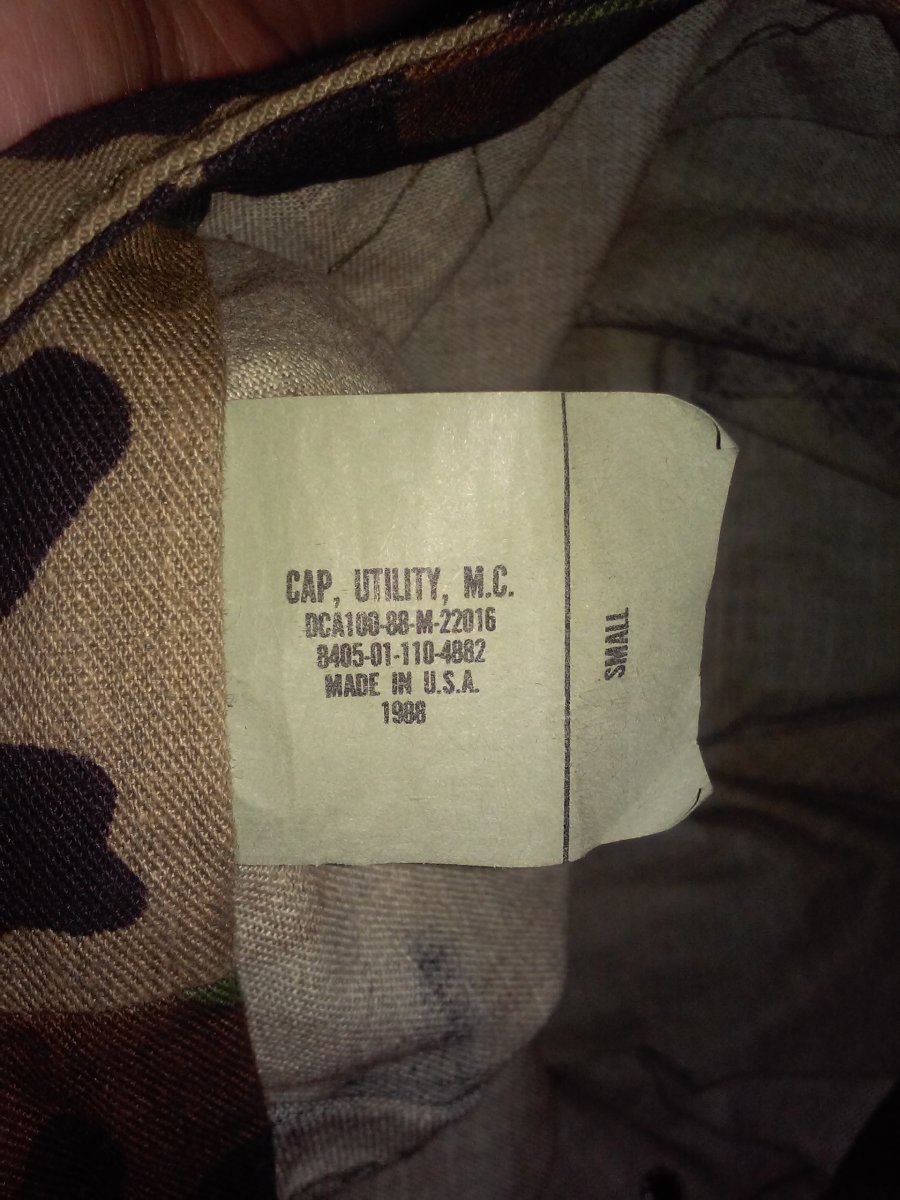 CAP, UTILITY, M.C.
DCA100-88-M-22016
8405-01-110-4882
MADE IN U.S.A.
1988
SMALL